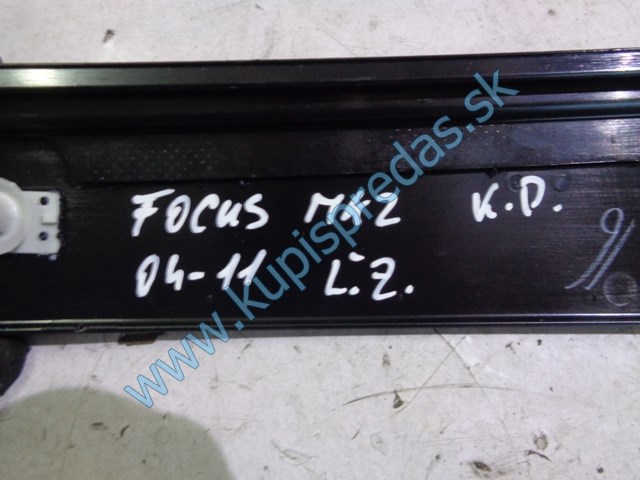 FOCUS MK2 K.D.
04-11 Ľ.Z.
www.kupispredas.sk